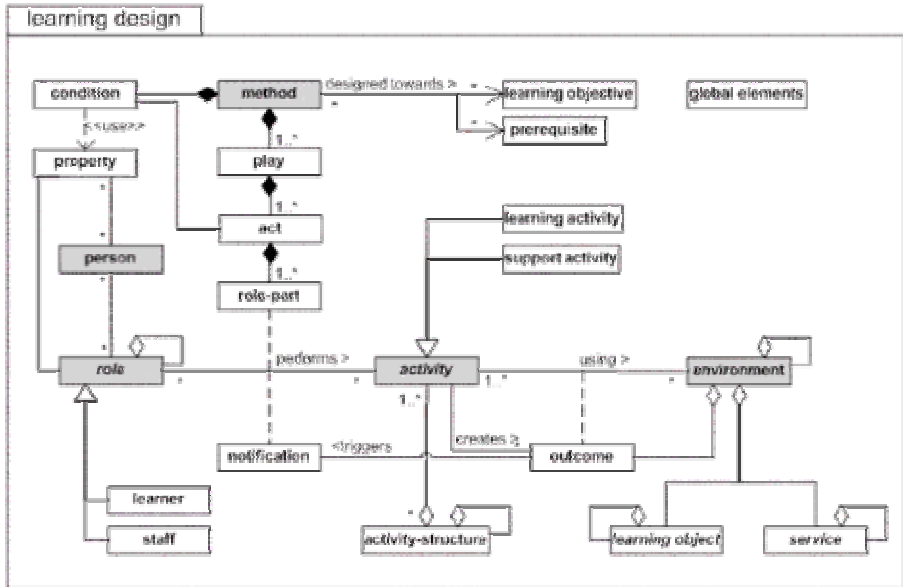 learning design
condition
method
designed towards >
*
learning objective
global elements
*
*
prerequisite
<<use>>
1..*
property
play
*
1..*
learning activity
act
*
person
support activity
1..*
*
role-part
*
role
performs >
activity
using >
environment
*
*
1..*
*
1..*
notification
<triggers
creates >
outcome
learner
*
staff
activity-structure
learning object
service